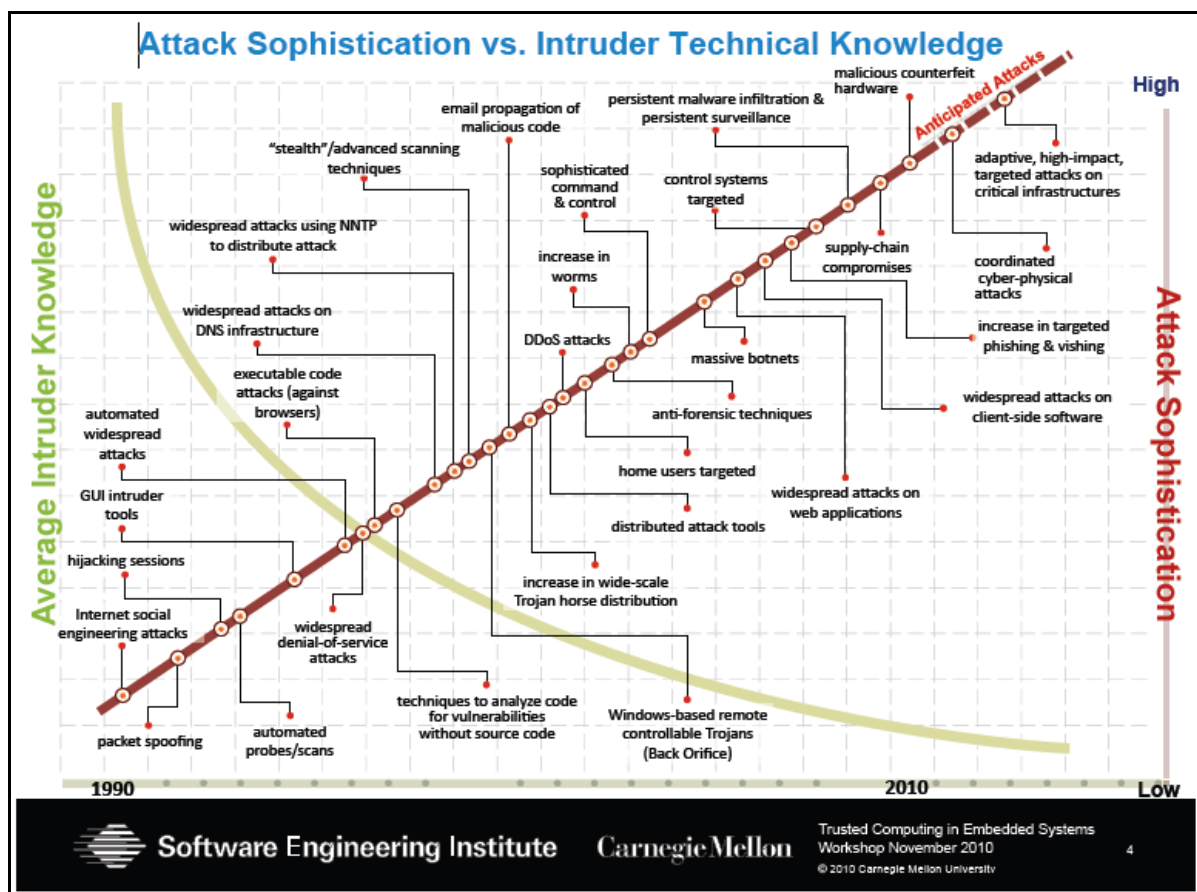 Attack Sophistication vs. Intruder Technical Knowledge
High
Anticipated Attacks
malicious counterfeit
hardware
persistent malware infiltration &
persistent surveillance
email propagation of
malicious code
"stealth"/advanced scanning
techniques
sophisticated
command
& control
control systems
targeted
adaptive, high-impact,
targeted attacks on
critical infrastructures
widespread attacks using NNTP
to distribute attack
increase in
worms
supply-chain
compromises
coordinated
cyber-physical
attacks
widespread attacks on
DNS infrastructure
DDoS attacks
massive botnets
increase in targeted
phishing & vishing
executable code
attacks (against
browsers)
anti-forensic techniques
widespread attacks on
client-side software
automated
widespread
attacks
home users targeted
GUI intruder
tools
distributed attack tools
widespread attacks on
web applications
hijacking sessions
increase in wide-scale
Trojan horse distribution
Internet social
engineering attacks
widespread
denial-of-service
attacks
techniques to analyze code
for vulnerabilities
without source code
Windows-based remote
controllable Trojans
(Back Orifice)
packet spoofing
automated
probes/scans
Average Intruder Knowledge
Attack Sophistication
1990
2010
Low
Software Engineering Institute
Carnegie Mellon
Trusted Computing in Embedded Systems
Workshop November 2010
4
© 2010 Carnegie Mellon University